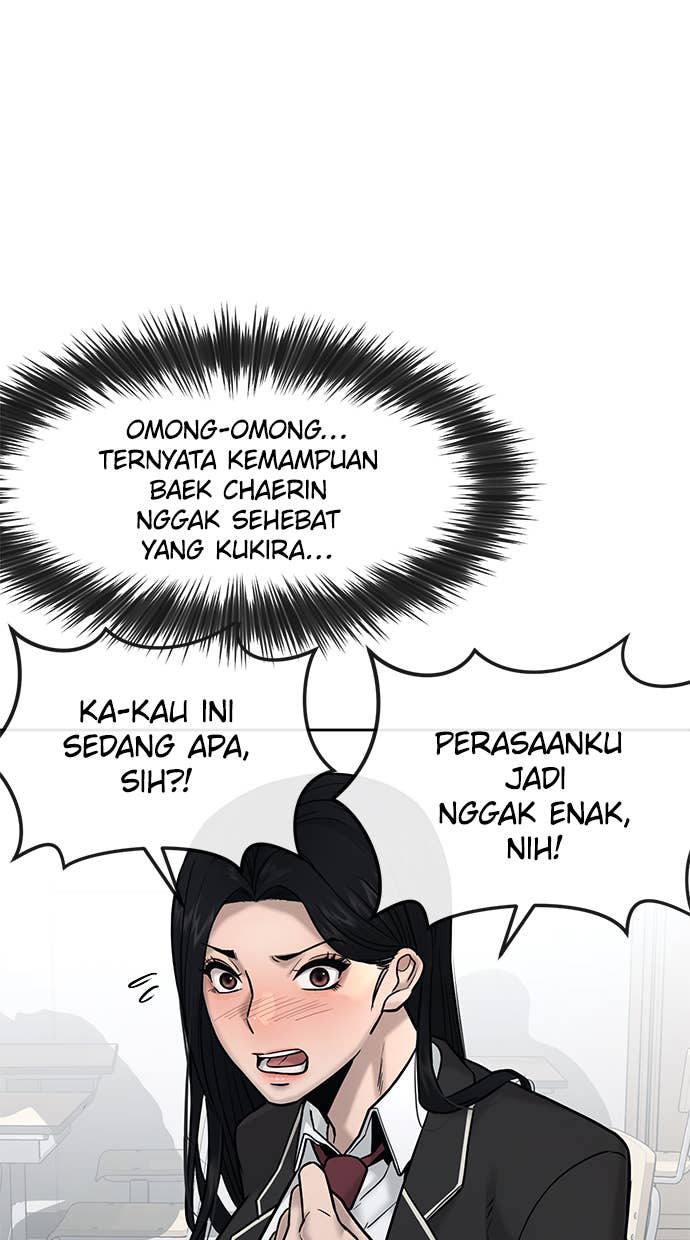 OMONG-OMONG...
TERNYATA KEMAMPUAN
BAEK CHAERIN
NGGAK SEHEBAT
YANG KUKIRA...
KA-KAU INI
SEDANG APA,
SIH?!
PERASAANKU
JADI
NGGAK ENAK,
NIH!